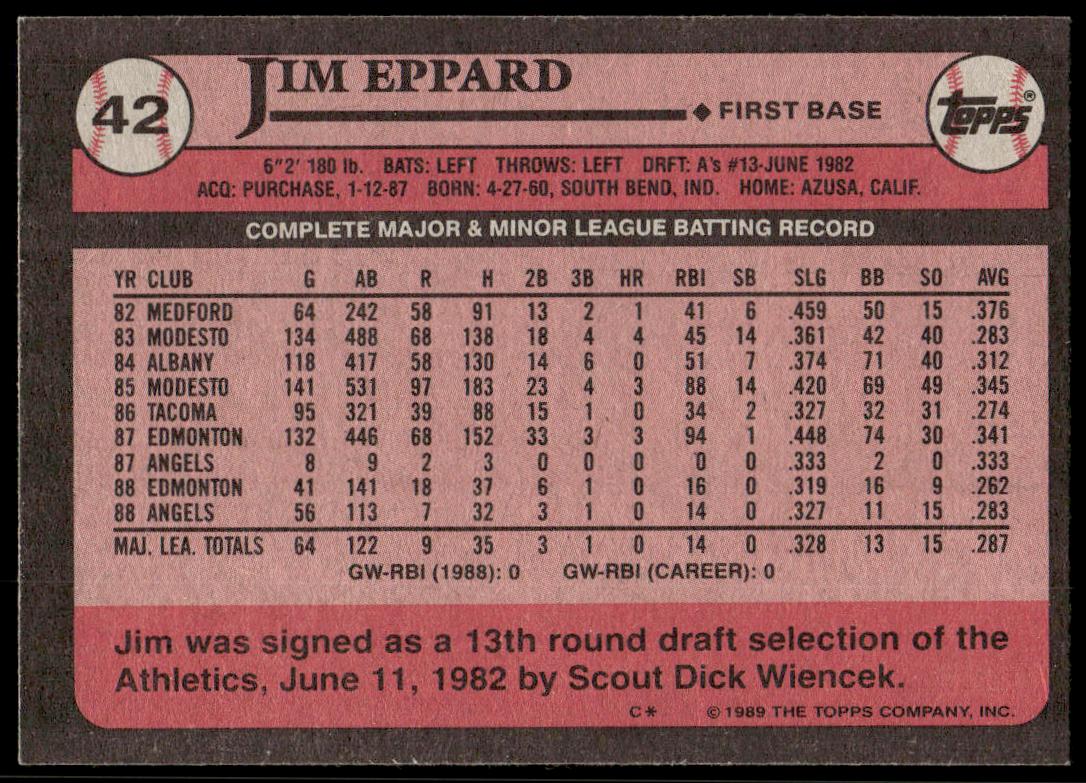 42
JIM EPPARD
◆ FIRST BASE
TOPPS®
6"2' 180 lb. BATS: LEFT THROWS: LEFT DRFT: A's #13-JUNE 1982
ACQ: PURCHASE, 1-12-87 BORN: 4-27-60, SOUTH BEND, IND. HOME: AZUSA, CALIF.
COMPLETE MAJOR & MINOR LEAGUE BATTING RECORD
YR CLUB G AB R H 2B 3B HR RBI SB SLG BB SO AVG
82 MEDFORD 64 242 58 91 13 2 1 41 6 .459 50 15 .376
83 MODESTO 134 488 68 138 18 4 4 45 14 .361 42 40 .283
84 ALBANY 118 417 58 130 14 6 0 51 7 .374 71 40 .312
85 MODESTO 141 531 97 183 23 4 3 88 14 .420 69 49 .345
86 TACOMA 95 321 39 88 15 1 0 34 2 .327 32 31 .274
87 EDMONTON 132 446 68 152 33 3 3 94 1 .448 74 30 .341
87 ANGELS 8 9 2 3 0 0 0 0 0 .333 2 0 .333
88 EDMONTON 41 141 18 37 6 1 0 16 0 .319 16 9 .262
88 ANGELS 56 113 7 32 3 1 0 14 0 .327 11 15 .283
MAJ. LEA. TOTALS 64 122 9 35 3 1 0 14 0 .328 13 15 .287
GW-RBI (1988): 0 GW-RBI (CAREER): 0
Jim was signed as a 13th round draft selection of the
Athletics, June 11, 1982 by Scout Dick Wiencek.
C* © 1989 THE TOPPS COMPANY, INC.